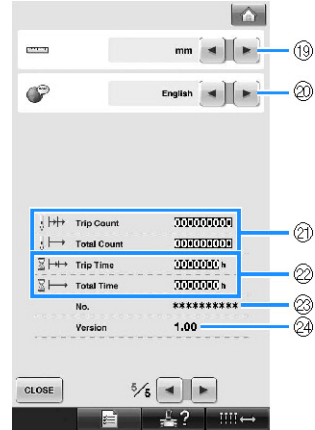 mm ⑲
English ⑳
Trip Count 000000000
Total Count 000000000 ㉑
Trip Time 0000000 h
Total Time 0000000 h ㉒
No. ********** ㉓
Version 1.00 ㉔
CLOSE 5/5
?